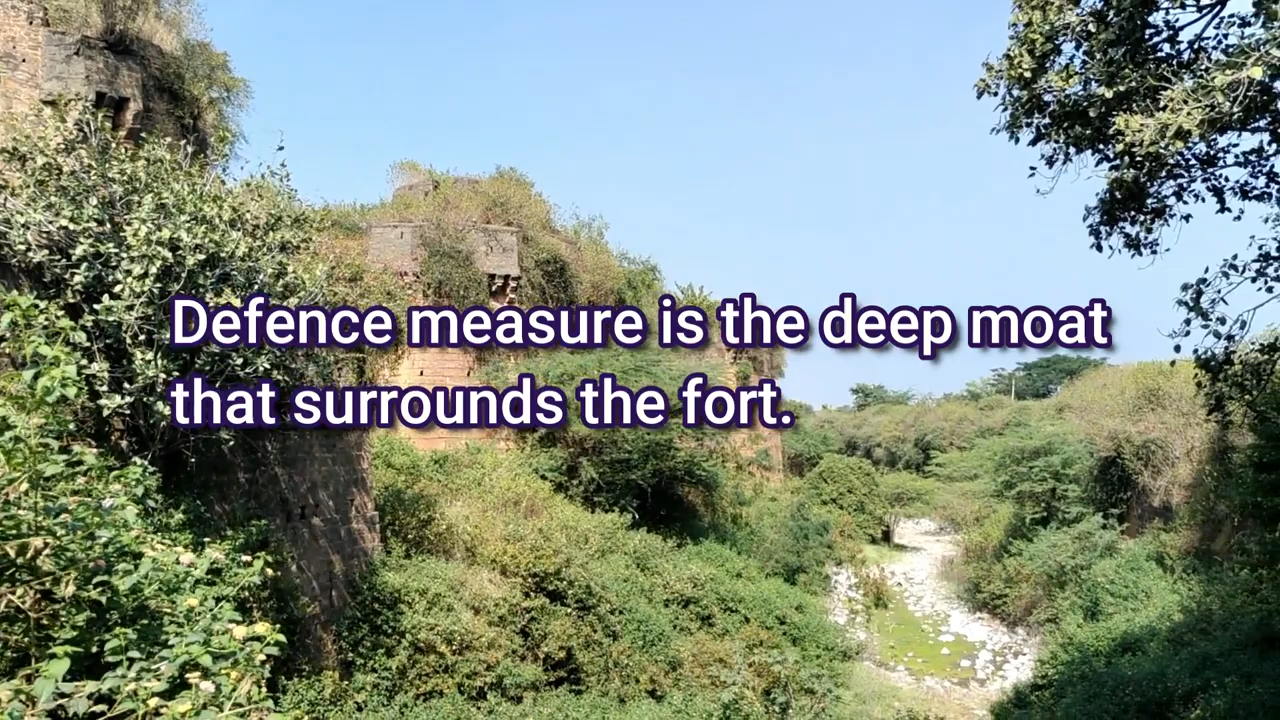 Defence measure is the deep moat
that surrounds the fort.